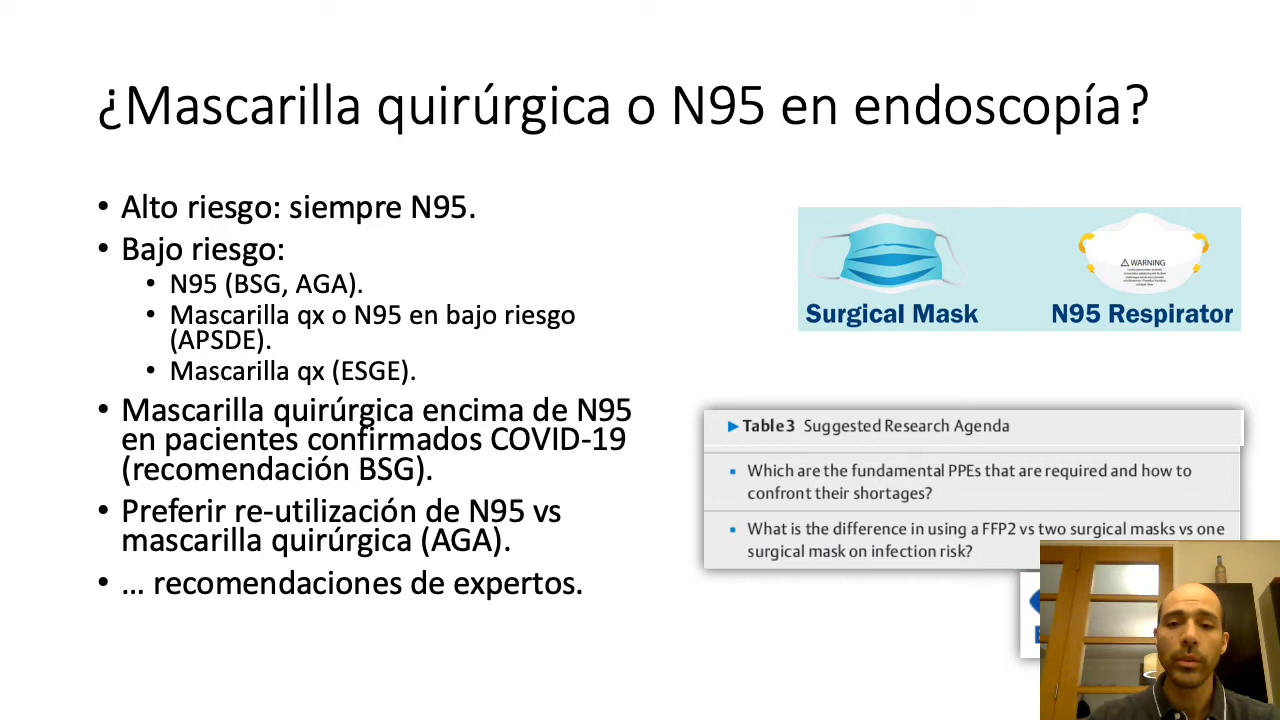 ¿Mascarilla quirúrgica o N95 en endoscopía?
• Alto riesgo: siempre N95.
• Bajo riesgo:
• N95 (BSG, AGA).
• Mascarilla qx o N95 en bajo riesgo
(APSDE).
• Mascarilla qx (ESGE).
• Mascarilla quirúrgica encima de N95
en pacientes confirmados COVID-19
(recomendación BSG).
• Preferir re-utilización de N95 vs
mascarilla quirúrgica (AGA).
• ... recomendaciones de expertos.
WARNING
Surgical Mask
N95 Respirator
Table 3 Suggested Research Agenda
Which are the fundamental PPEs that are required and how to
confront their shortages?
What is the difference in using a FFP2 vs two surgical masks vs one
surgical mask on infection risk?